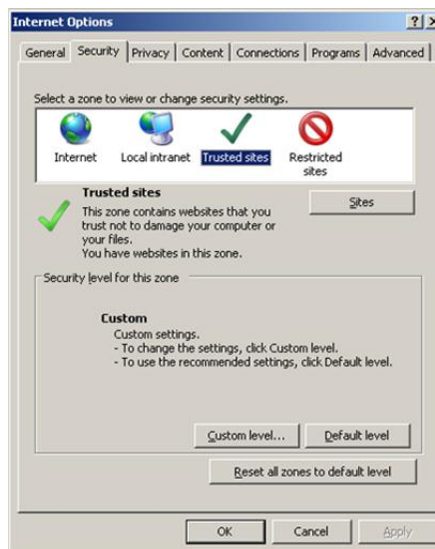 Internet Options
General Security Privacy Content Connections Programs Advanced
Select a zone to view or change security settings.
Internet Local intranet Trusted sites Restricted sites
Trusted sites
Sites
This zone contains websites that you
trust not to damage your computer or
your files.
You have websites in this zone.
Security level for this zone
Custom
Custom settings.
- To change the settings, click Custom level.
- To use the recommended settings, click Default level.
Custom level... Default level
Reset all zones to default level
OK Cancel Apply